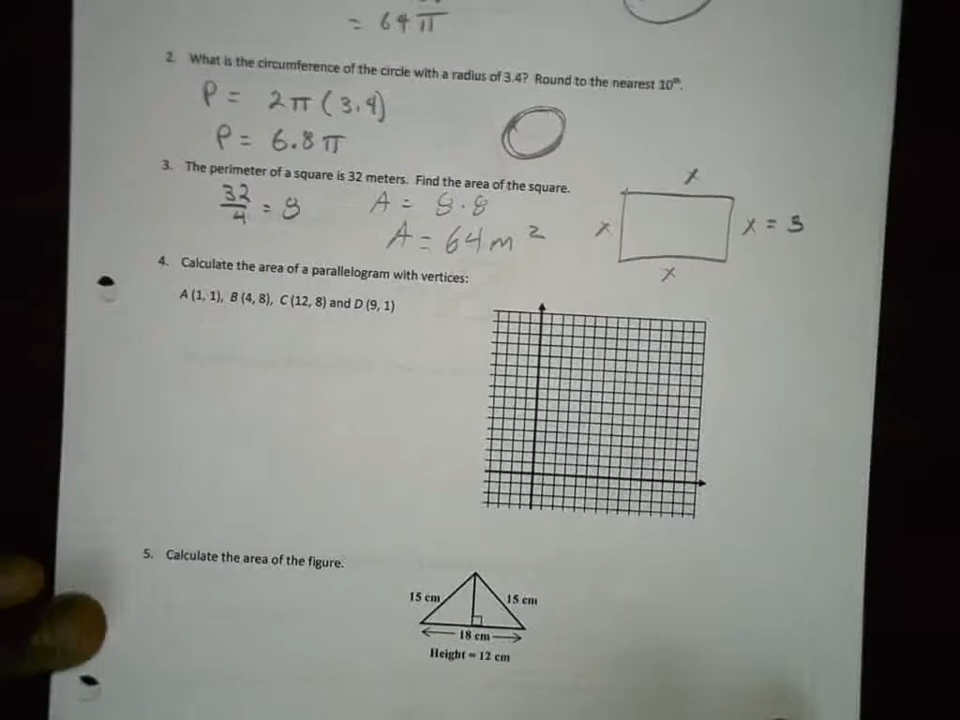 = 64π
2. What is the circumference of the circle with a radius of 3.4? Round to the nearest 10th.
P = 2π(3.4)
P = 6.8π
3. The perimeter of a square is 32 meters. Find the area of the square.
32/4 = 8
A = 8·8
A = 64m²
x
x
x = 8
x
4. Calculate the area of a parallelogram with vertices:
A (1, 1), B (4, 8), C (12, 8) and D (9, 1)
5. Calculate the area of the figure.
15 cm 15 cm
18 cm
Height = 12 cm